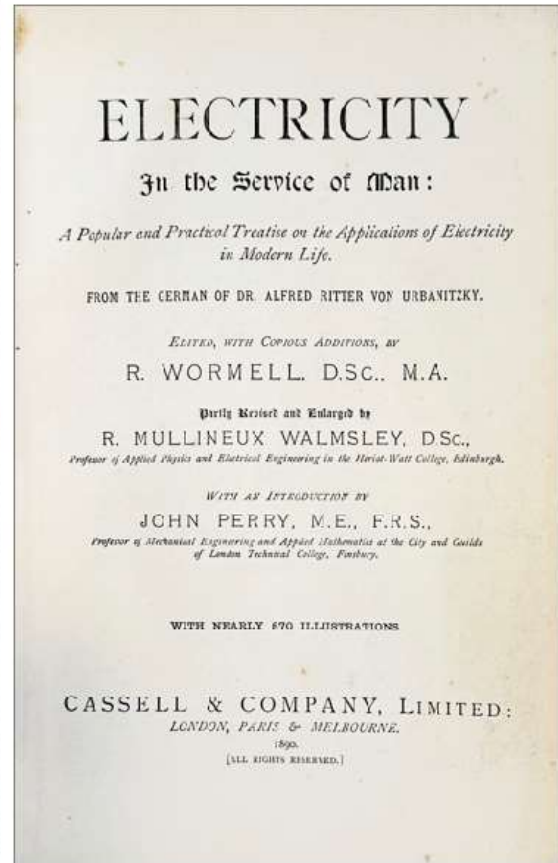 ELECTRICITY
In the Service of Man:
A Popular and Practical Treatise on the Applications of Electricity
in Modern Life.
FROM THE GERMAN OF DR. ALFRED RITTER VON URBANITZKY.
EDITED, WITH COPIOUS ADDITIONS, BY
R. WORMELL, D.SC., M.A.
Partly Revised and Enlarged by
R. MULLINEUX WALMSLEY, D.SC.,
Professor of Applied Physics and Electrical Engineering in the Heriot-Watt College, Edinburgh.
WITH AN INTRODUCTION BY
JOHN PERRY, M.E., F.R.S.,
Professor of Mechanical Engineering and Applied Mathematics at the City and Guilds
of London Technical College, Finsbury.
WITH NEARLY 870 ILLUSTRATIONS
CASSELL & COMPANY, LIMITED:
LONDON, PARIS & MELBOURNE.
1890.
[ALL RIGHTS RESERVED.]